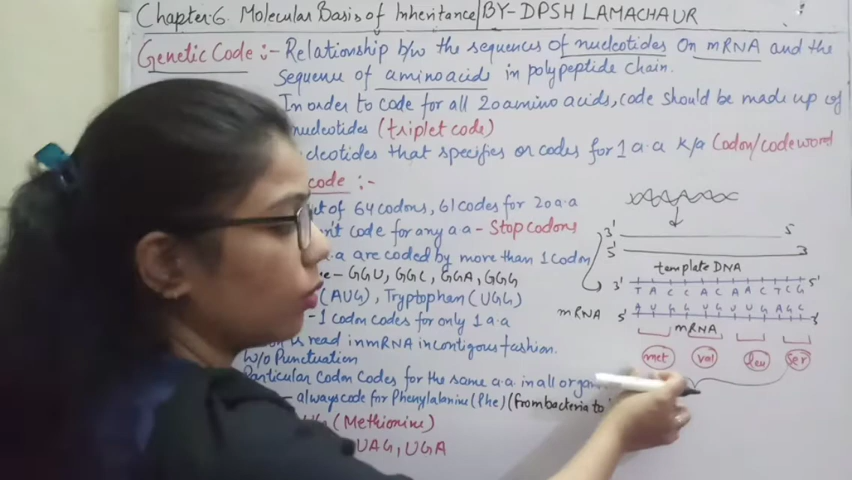 Chapter:6. Molecular Basis of Inheritance/BY-DPSH LAMACHAUR
Genetic Code :- Relationship b/w the sequences of nucleotides On mRNA and the
sequence of aminoacids in polypeptide chain.
In order to code for all 20 amino acids, code should be made up of
nucleotides (triplet code)
cleotides that specifies or codes for 1 a.a k/a Codon/codeword
code :-
of 64 codons, 61 codes for 20 a.a
code for any a a - Stop codons
a.a are coded by more than 1 Codon
- GGU, GGC, GGA, GGG
(AUG), Tryptophan (UGG)
-1 codon codes for only 1 a.a
is read in mRNA in contigous fashion.
W/o Punctuation
Particular Codon Codes for the same a.a in all organ
- always code for Phenylalanine (Phe) (from bacteria to
(Methionine)
UAG, UGA
3' 5'
5' 3
template DNA
3' T A C C A C A A C T C G 5'
mRNA 5' A U G G U G U U G A G C 3'
mRNA
met val leu ser